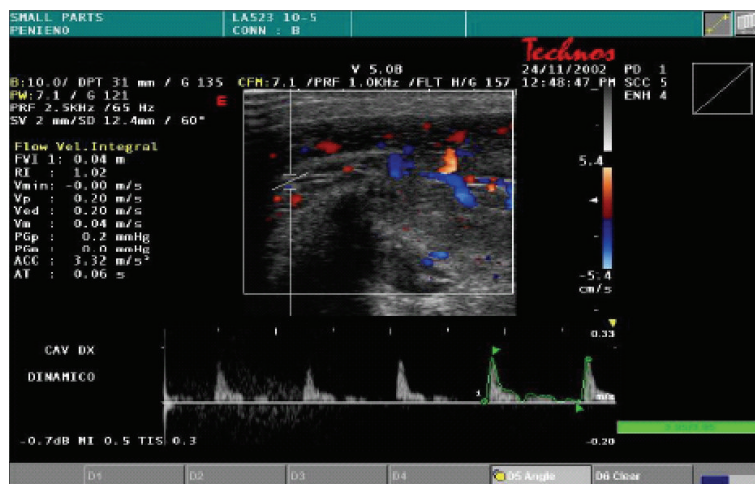 SMALL PARTS
PENIENO
LA523 10-5
CONN : B
Technos
V 5.0B
24/11/2002
PD 1
B:10.0/ DPT 31 mm / G 135
CFM:7.1 /PRF 1.0KHz /FLT H/G 157
12:48:47_PM
SCC 5
PW:7.1 / G 121
ENH 4
PRF 2.5KHz /65 Hz
E
SV 2 mm/SD 12.4mm / 60°
Flow Vel.Integral
FVI 1: 0.04 m
RI : 1.02
Vmin: -0.00 m/s
Vp : 0.20 m/s
Ved : 0.20 m/s
Vm : 0.04 m/s
PGp : 0.2 mmHg
PGm : 0.0 mmHg
ACC : 3.32 m/s²
AT : 0.06 s
5.4
-5.4
cm/s
0.33
CAV DX
DINAMICO
1
m/s
-0.7dB MI 0.5 TIS 0.3
-0.20
D1
D2
D3
D4
D5 Angle
D6 Clear